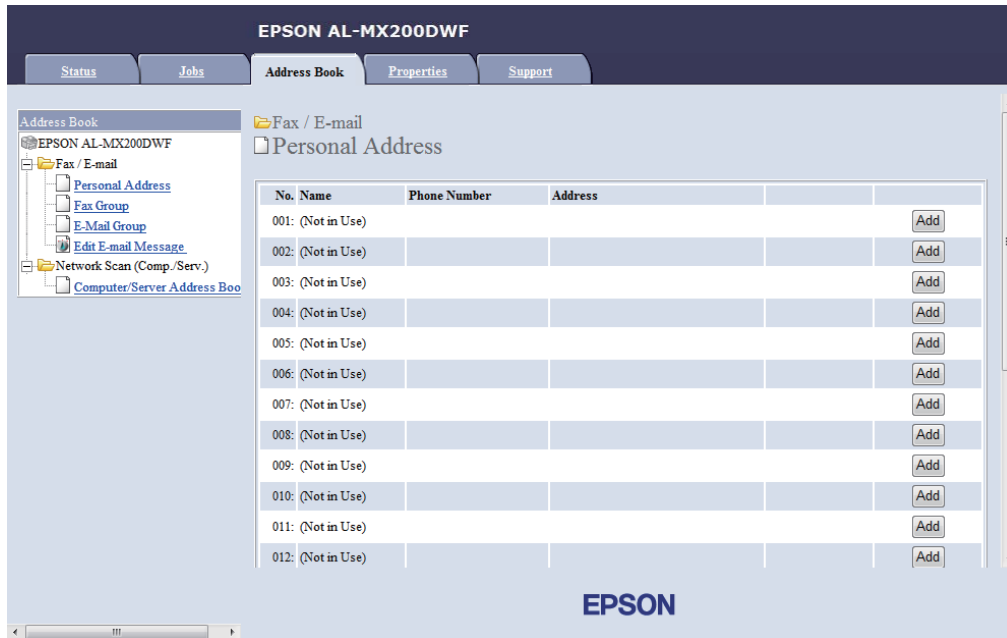 EPSON AL-MX200DWF
Status Jobs Address Book Properties Support
Address Book
EPSON AL-MX200DWF
Fax / E-mail
Personal Address
Fax Group
E-Mail Group
Edit E-mail Message
Network Scan (Comp./Serv.)
Computer/Server Address Boo
Fax / E-mail
Personal Address
No. Name Phone Number Address
001: (Not in Use) Add
002: (Not in Use) Add
003: (Not in Use) Add
004: (Not in Use) Add
005: (Not in Use) Add
006: (Not in Use) Add
007: (Not in Use) Add
008: (Not in Use) Add
009: (Not in Use) Add
010: (Not in Use) Add
011: (Not in Use) Add
012: (Not in Use) Add
EPSON